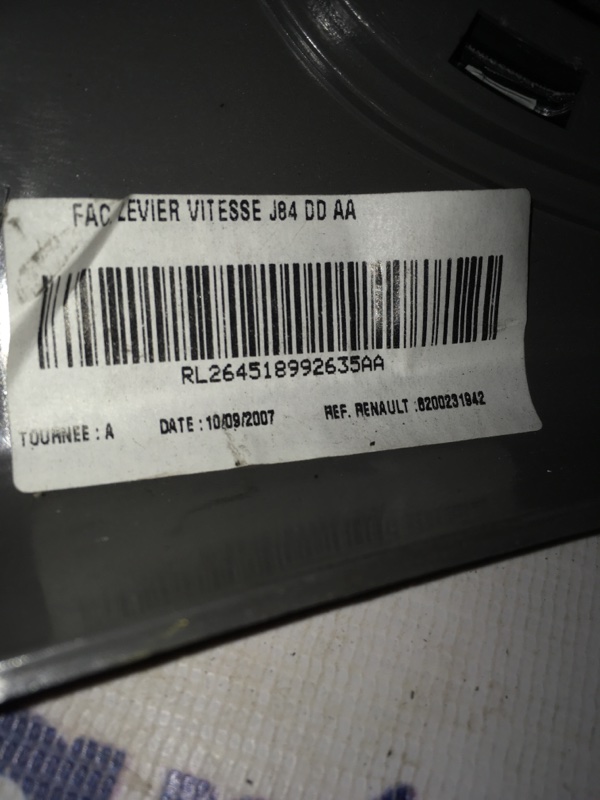 FAC LEVIER VITESSE J84 DD AA
RL264518992635AA
TOURNEE : A DATE : 10/09/2007 REF. RENAULT :8200231942